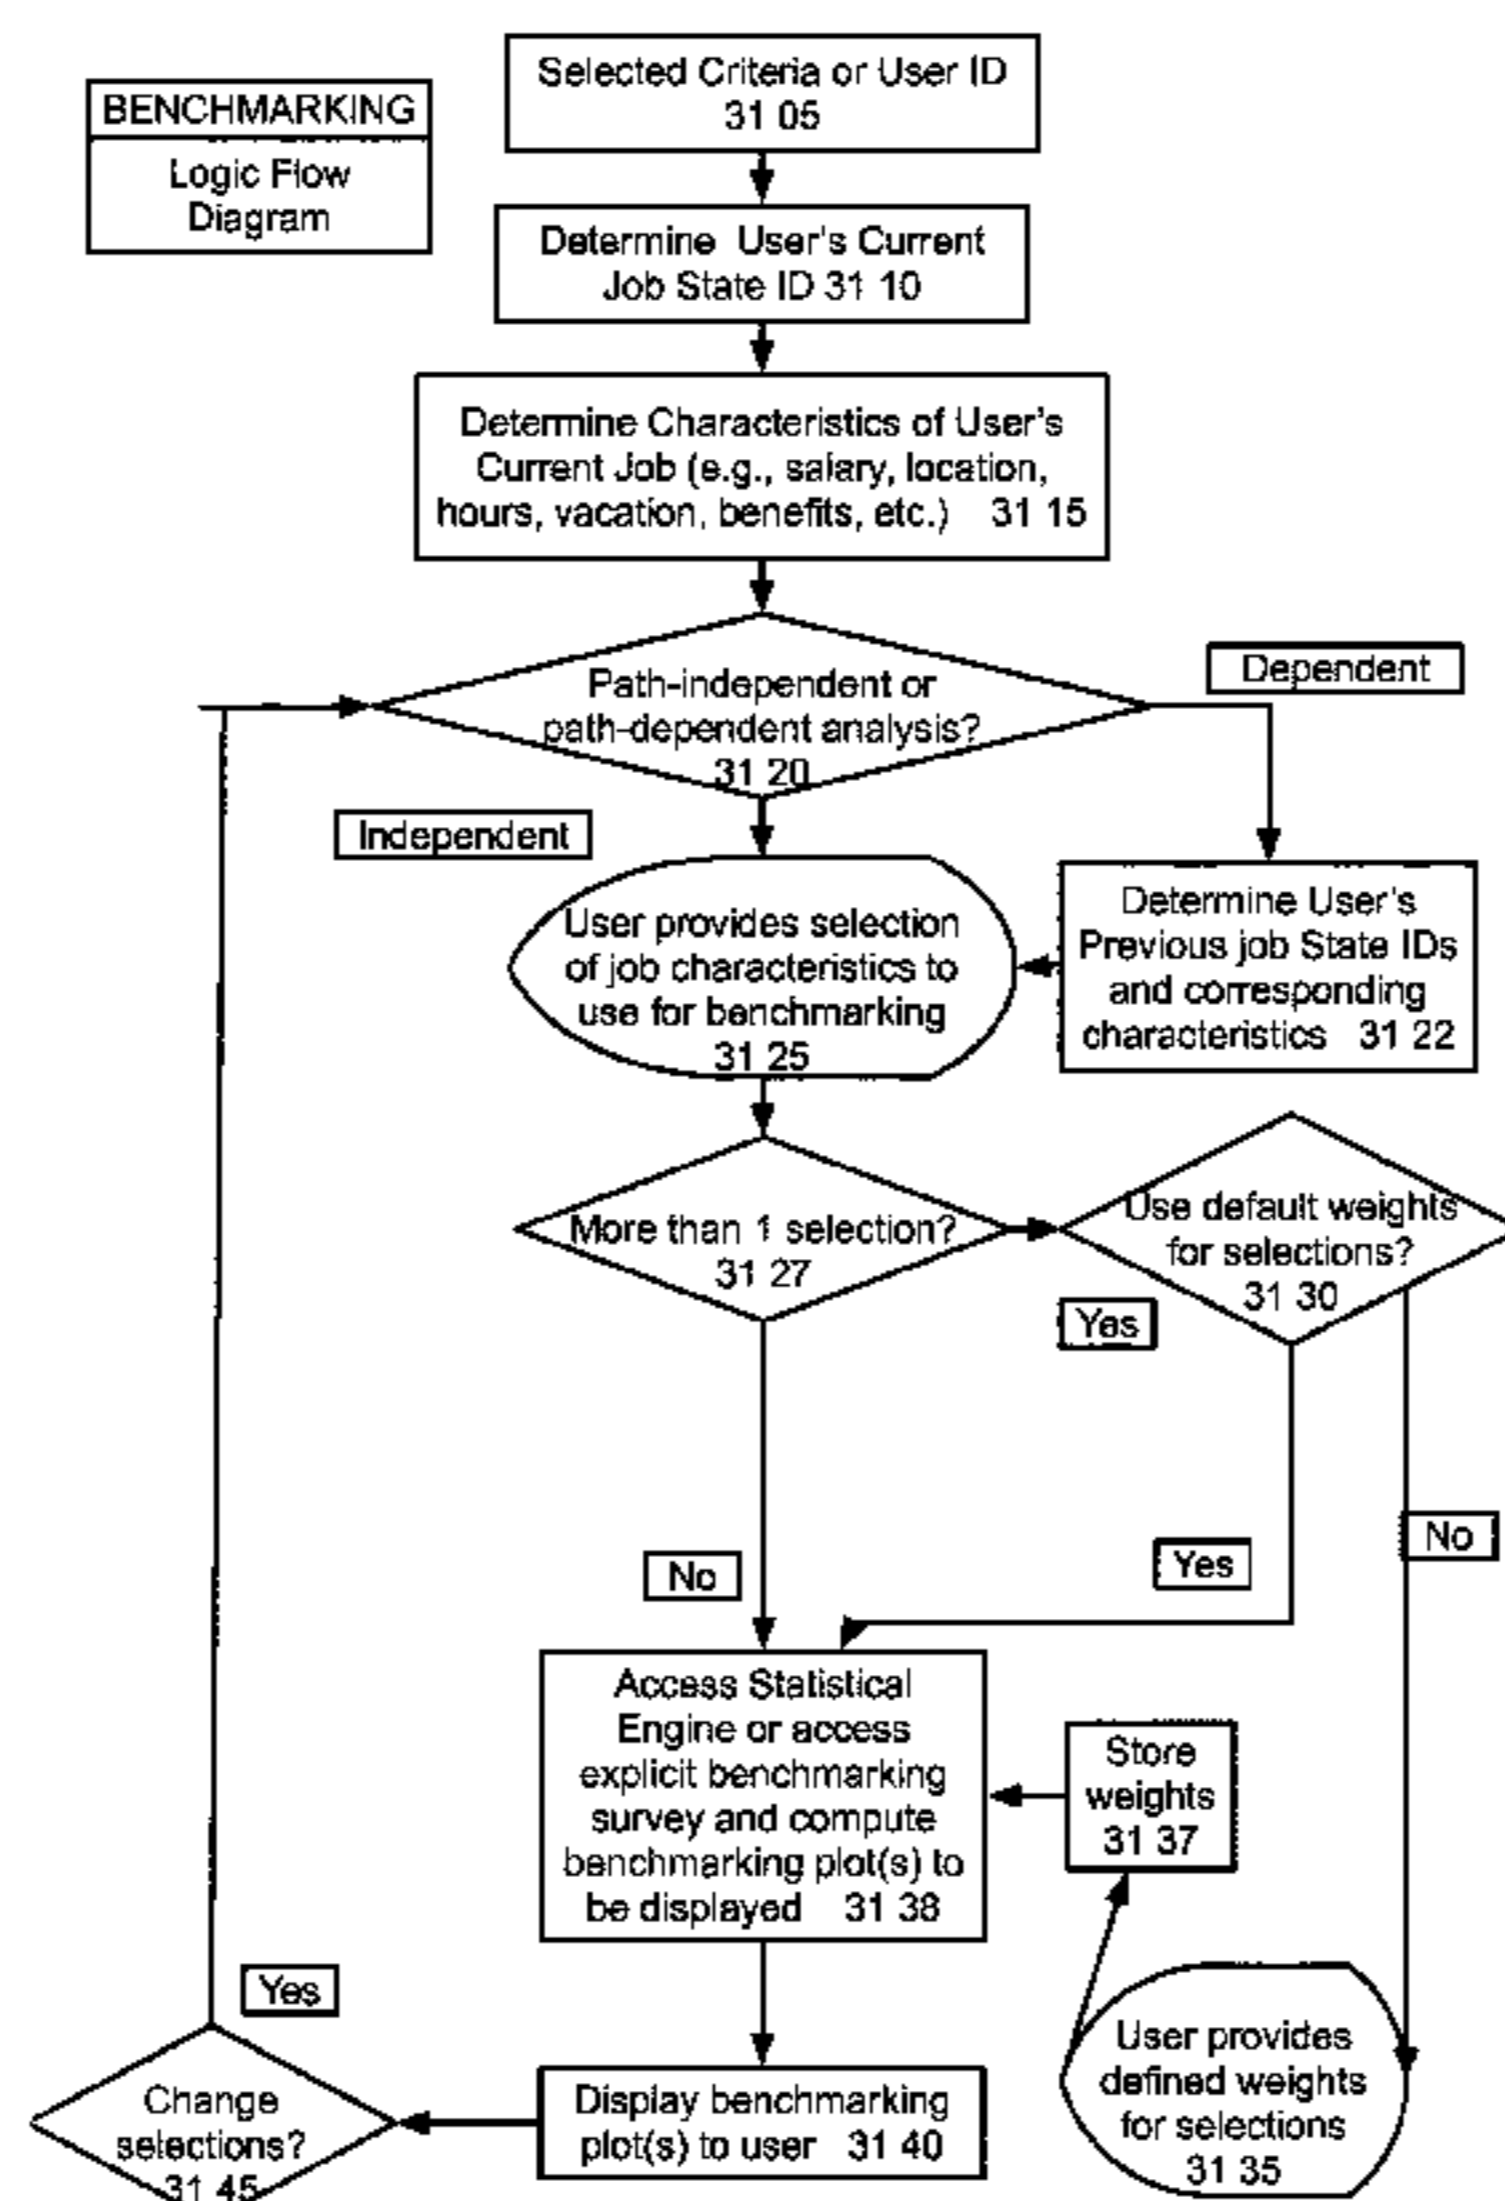 BENCHMARKING
Logic Flow
Diagram
Selected Criteria or User ID
31 05
Determine User's Current
Job State ID 31 10
Determine Characteristics of User's
Current Job (e.g., salary, location,
hours, vacation, benefits, etc.) 31 15
Path-independent or
path-dependent analysis?
31 20
Dependent
Independent
User provides selection
of job characteristics to
use for benchmarking
31 25
Determine User's
Previous job State IDs
and corresponding
characteristics 31 22
More than 1 selection?
31 27
Use default weights
for selections?
31 30
Yes
No
Yes
No
Access Statistical
Engine or access
explicit benchmarking
survey and compute
benchmarking plot(s) to
be displayed 31 38
Store
weights
31 37
User provides
defined weights
for selections
31 35
Display benchmarking
plot(s) to user 31 40
Yes
Change
selections?
31 45